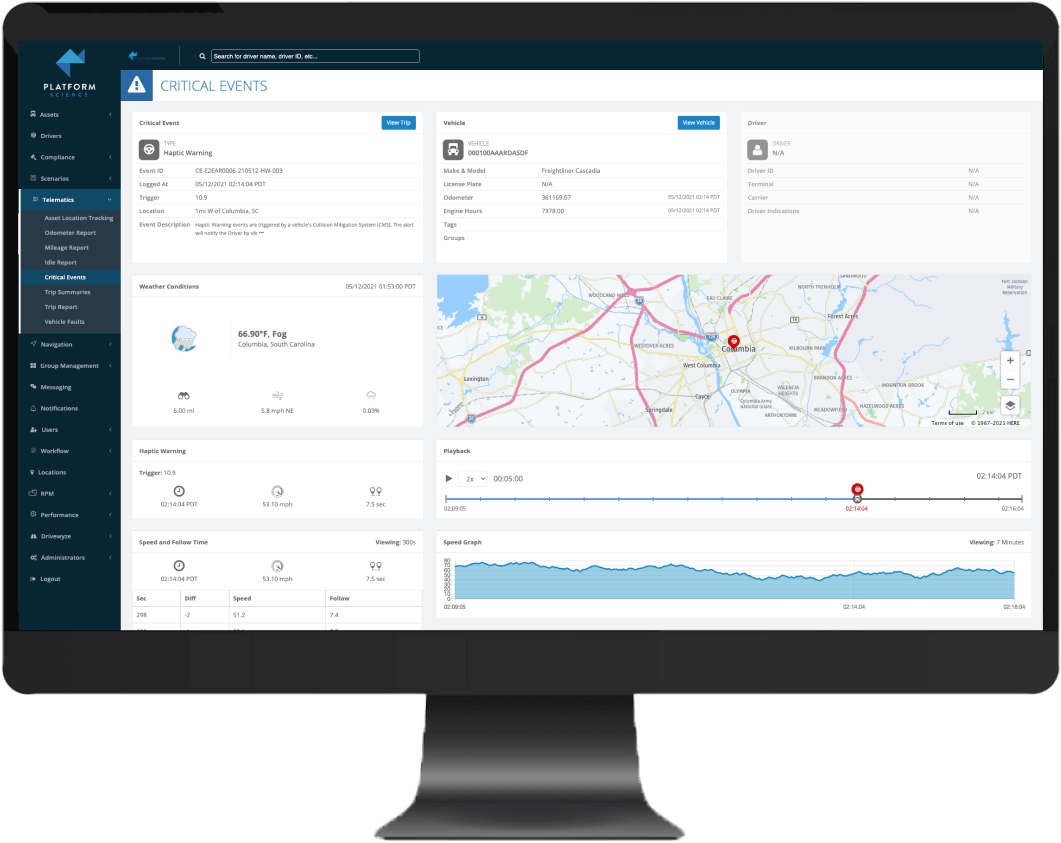 PLATFORM
SCIENCE
Search for driver name, driver ID, etc...
CRITICAL EVENTS
Assets
Drivers
Compliance
Scenarios
Telematics
Asset Location Tracking
Odometer Report
Mileage Report
Idle Report
Critical Events
Trip Summaries
Trip Report
Vehicle Faults
Navigation
Group Management
Messaging
Notifications
Users
Workflow
Locations
RPM
Performance
Drivewyze
Administrators
Logout
Critical Event
View Trip
TYPE
Haptic Warning
Event ID CE-E2EAR0006-210512-HW-003
Logged At 05/12/2021 02:14:04 PDT
Trigger 10.9
Location 1mi W of Columbia, SC
Event Description Haptic Warning events are triggered by a vehicle's Collision Mitigation System (CMS). The alert
will notify the Driver by vib •••
Vehicle
View Vehicle
VEHICLE
000100AAARDASDF
Make & Model Freightliner Cascadia
License Plate N/A
Odometer 361169.07 05/12/2021 02:14 PDT
Engine Hours 7378.00 05/12/2021 02:14 PDT
Tags
Groups
Driver
DRIVER
N/A
Driver ID N/A
Terminal N/A
Carrier N/A
Driver Indications N/A
Weather Conditions 05/12/2021 01:53:00 PDT
66.90°F, Fog
Columbia, South Carolina
6.00 mi 5.8 mph NE 0.03%
SANDWOOD
Fort Jackson
Military
Reservation
NORTH TRENHOLM
WOODLAND HILLS
EAU CLAIRE
Forest Acres
WESTOVER ACRES
Columbia
KILBOURN PARK
West Columbia
Lexington
BRANDON ACRES
MOUNTAIN BROOK
OLYMPIA
VALENCIA
HEIGHTS
Cayce
Columbia Army
National Guard
HAZELWOOD ACRES
Springdale
MEADOWFIELD
ARTHURTOWN
2 km
Terms of use © 1987-2021 HERE
Haptic Warning
Trigger: 10.9
02:14:04 PDT 53.10 mph 7.5 sec
Playback
2x 00:05:00 02:14:04 PDT
02:09:05 02:14:04 02:16:04
Speed and Follow Time Viewing: 300s
02:14:04 PDT 53.10 mph 7.5 sec
Sec Diff Speed Follow
298 -2 51.2 7.4
Speed Graph Viewing: 7 Minutes
80
70
60
50
40
30
20
10
0
02:09:05 02:14:04 02:16:04